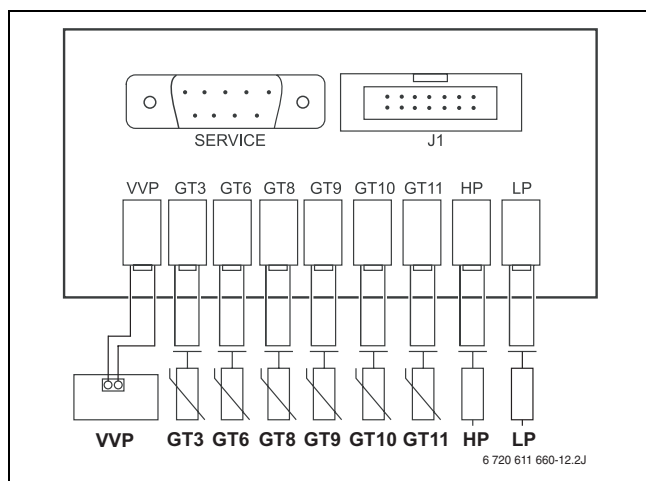 SERVICE J1
VVP GT3 GT6 GT8 GT9 GT10 GT11 HP LP
VVP GT3 GT6 GT8 GT9 GT10 GT11 HP LP
6 720 611 660-12.2J